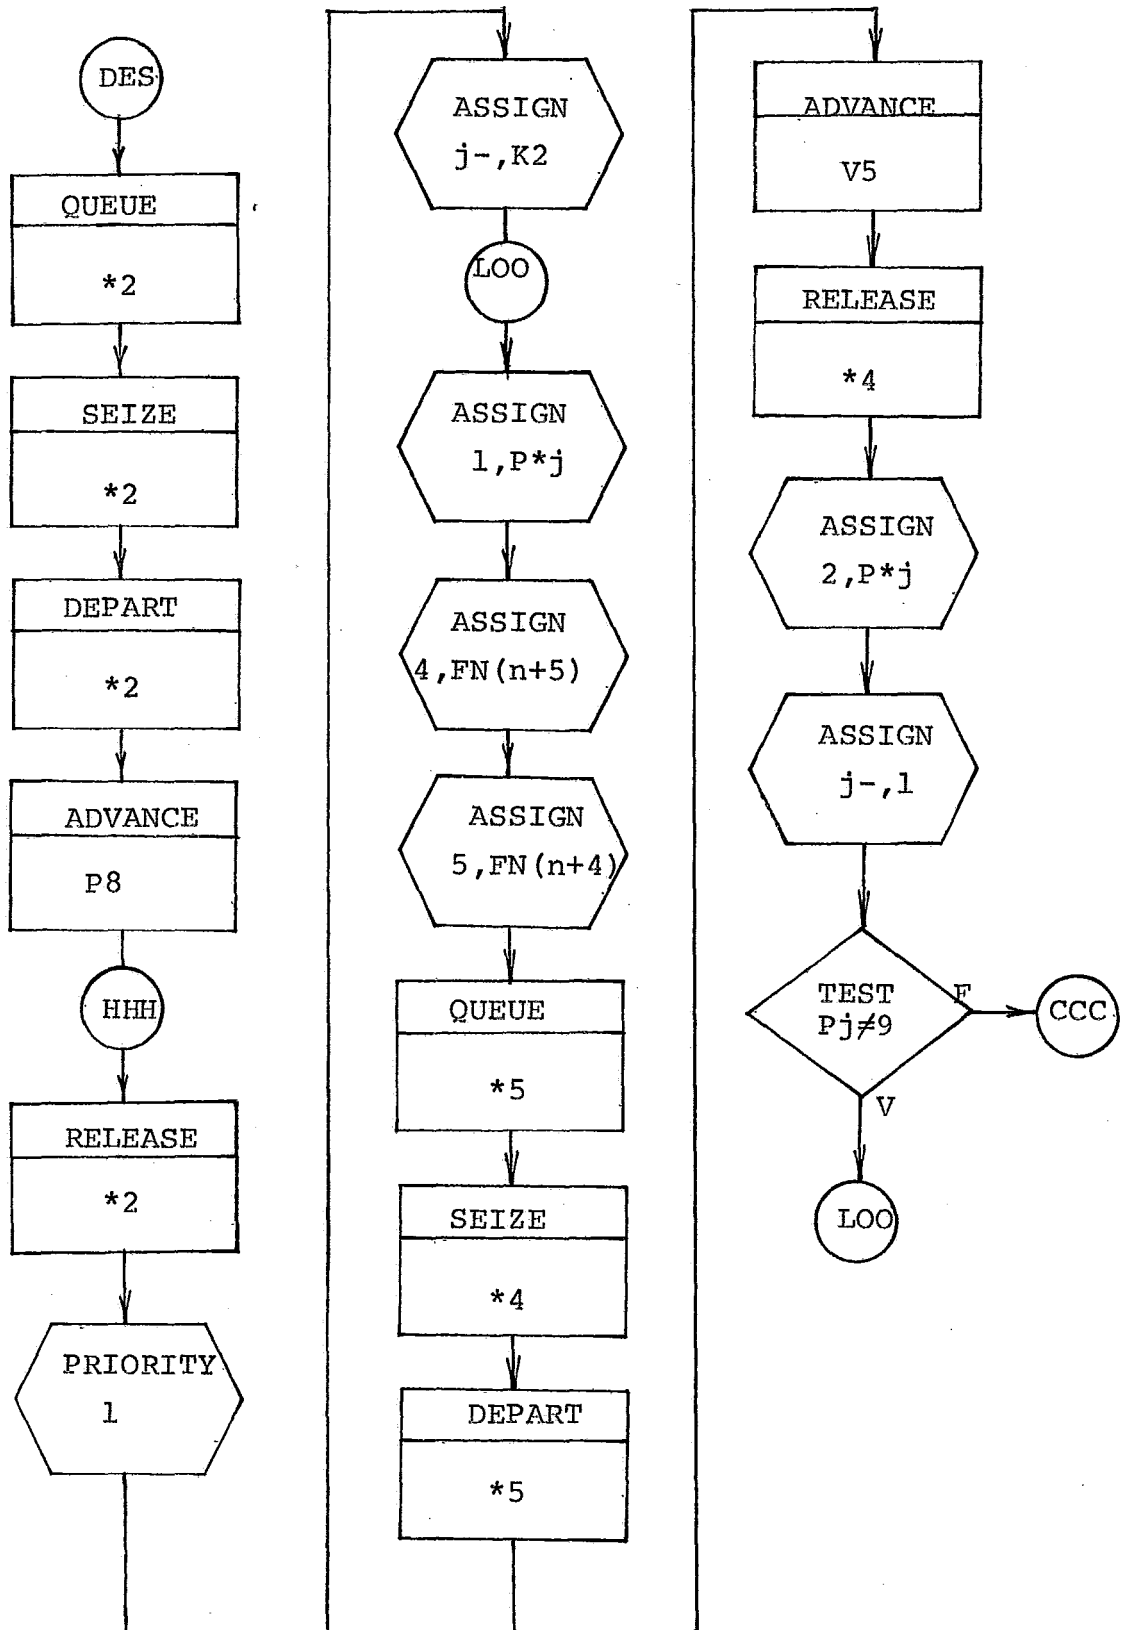 DES
QUEUE
*2
SEIZE
*2
DEPART
*2
ADVANCE
P8
HHH
RELEASE
*2
PRIORITY
1
ASSIGN
j-,K2
LOO
ASSIGN
1,P*j
ASSIGN
4,FN(n+5)
ASSIGN
5,FN(n+4)
QUEUE
*5
SEIZE
*4
DEPART
*5
ADVANCE
V5
RELEASE
*4
ASSIGN
2,P*j
ASSIGN
j-,1
TEST
Pj≠9
F
CCC
V
LOO